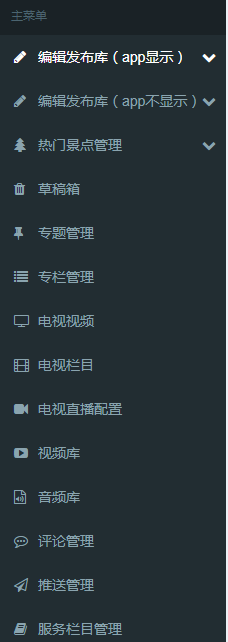 主菜单
编辑发布库（app显示）
编辑发布库（app不显示）
热门景点管理
草稿箱
专题管理
专栏管理
电视视频
电视栏目
电视直播配置
视频库
音频库
评论管理
推送管理
服务栏目管理